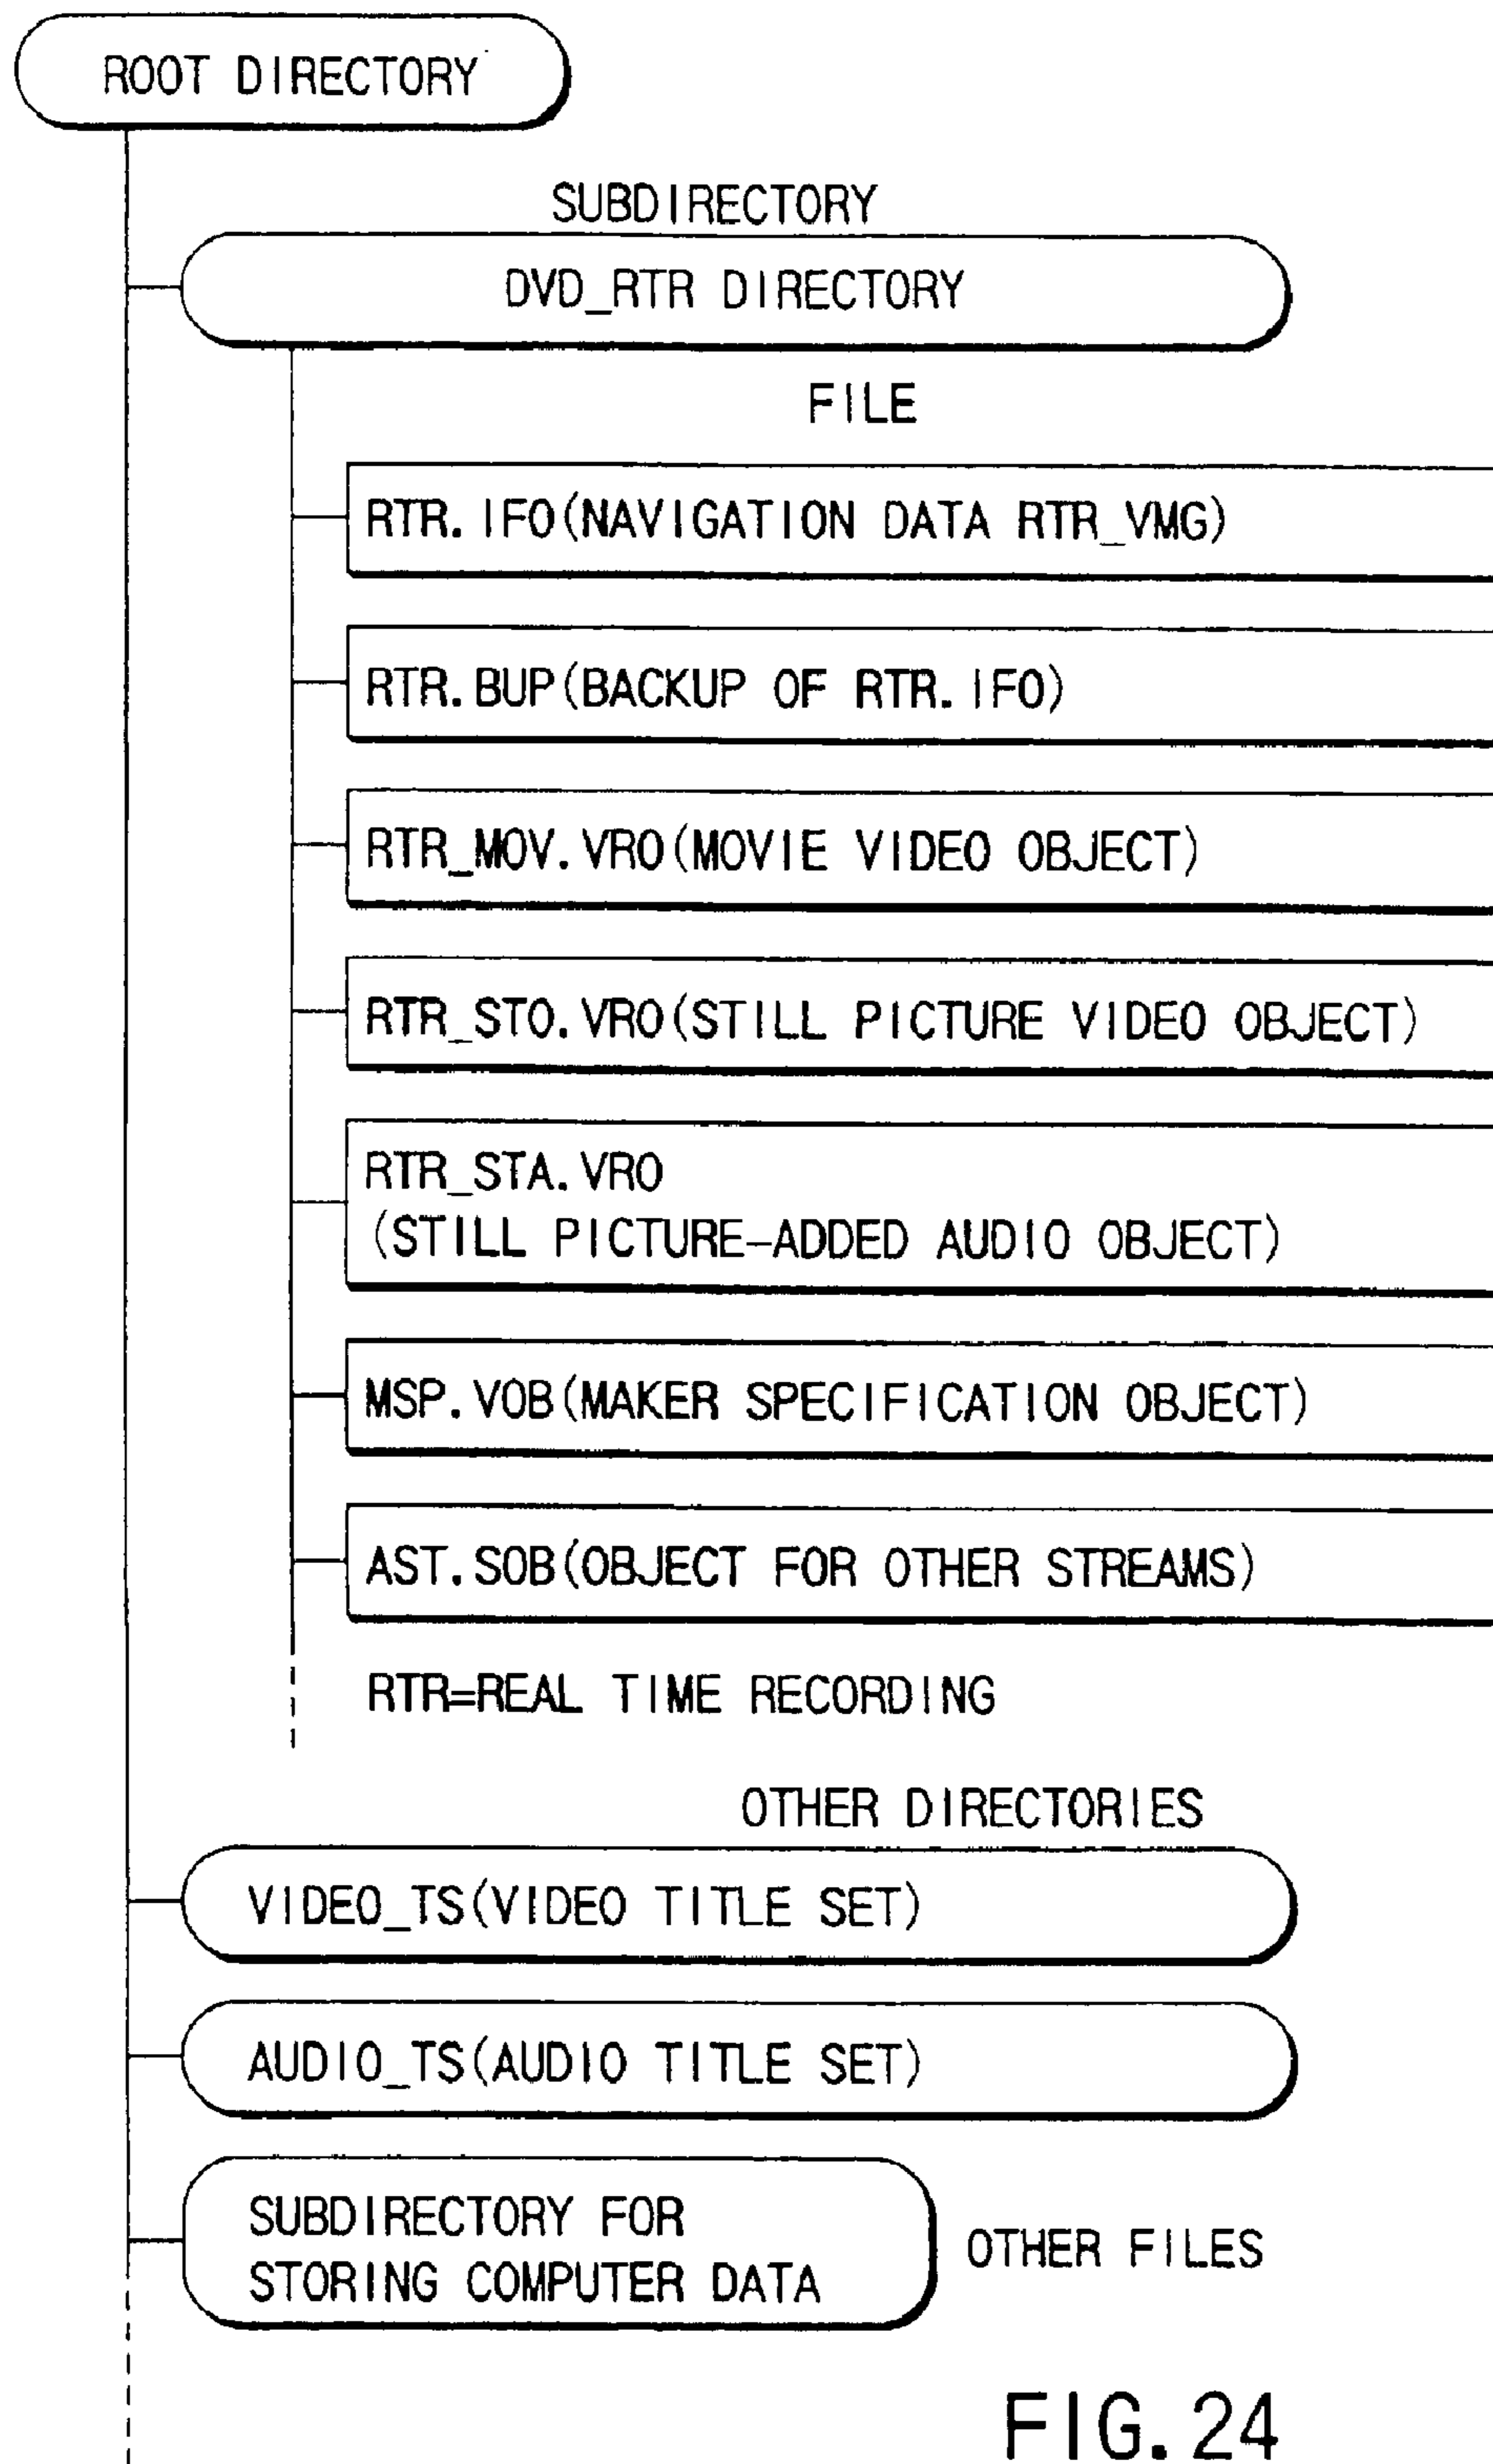 ROOT DIRECTORY
SUBDIRECTORY
DVD_RTR DIRECTORY
FILE
RTR.IFO(NAVIGATION DATA RTR_VMG)
RTR.BUP(BACKUP OF RTR.IFO)
RTR_MOV.VRO(MOVIE VIDEO OBJECT)
RTR_STO.VRO(STILL PICTURE VIDEO OBJECT)
RTR_STA.VRO
(STILL PICTURE-ADDED AUDIO OBJECT)
MSP.VOB(MAKER SPECIFICATION OBJECT)
AST.SOB(OBJECT FOR OTHER STREAMS)
RTR=REAL TIME RECORDING
OTHER DIRECTORIES
VIDEO_TS(VIDEO TITLE SET)
AUDIO_TS(AUDIO TITLE SET)
SUBDIRECTORY FOR
STORING COMPUTER DATA
OTHER FILES
FIG. 24